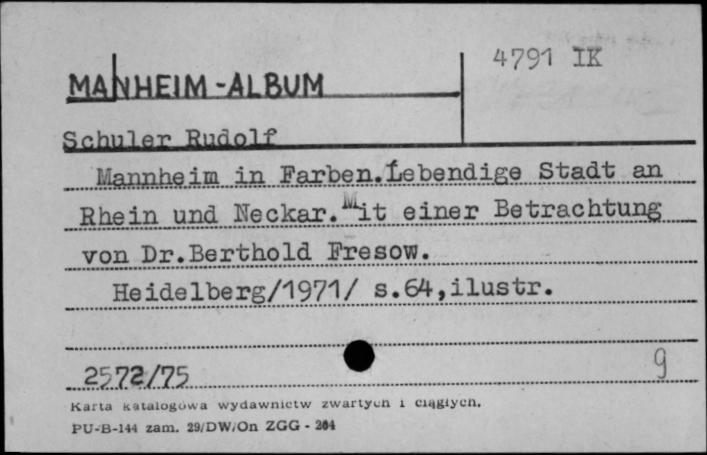 4791 IK
MANHEIM-ALBUM
Schuler Rudolf
Mannheim in Farben.Lebendige Stadt an
Rhein und Neckar.Mit einer Betrachtung
von Dr.Berthold Fresow.
Heidelberg/1971/ s.64,ilustr.
2572/75 9
Karta katalogowa wydawnictw zwartych i ciągłych.
PU-B-144 zam. 29/DW/On ZGG - 264